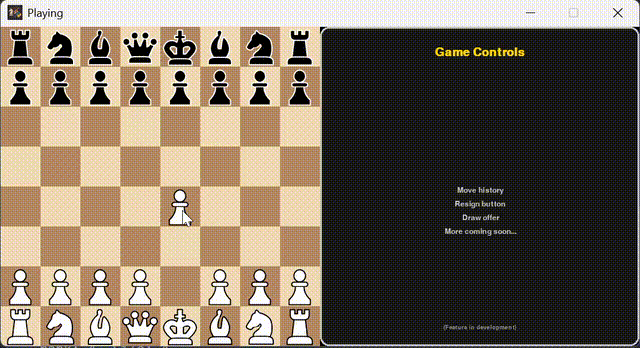 Playing
Game Controls
Move history
Resign button
Draw offer
More coming soon...
(Feature in development)